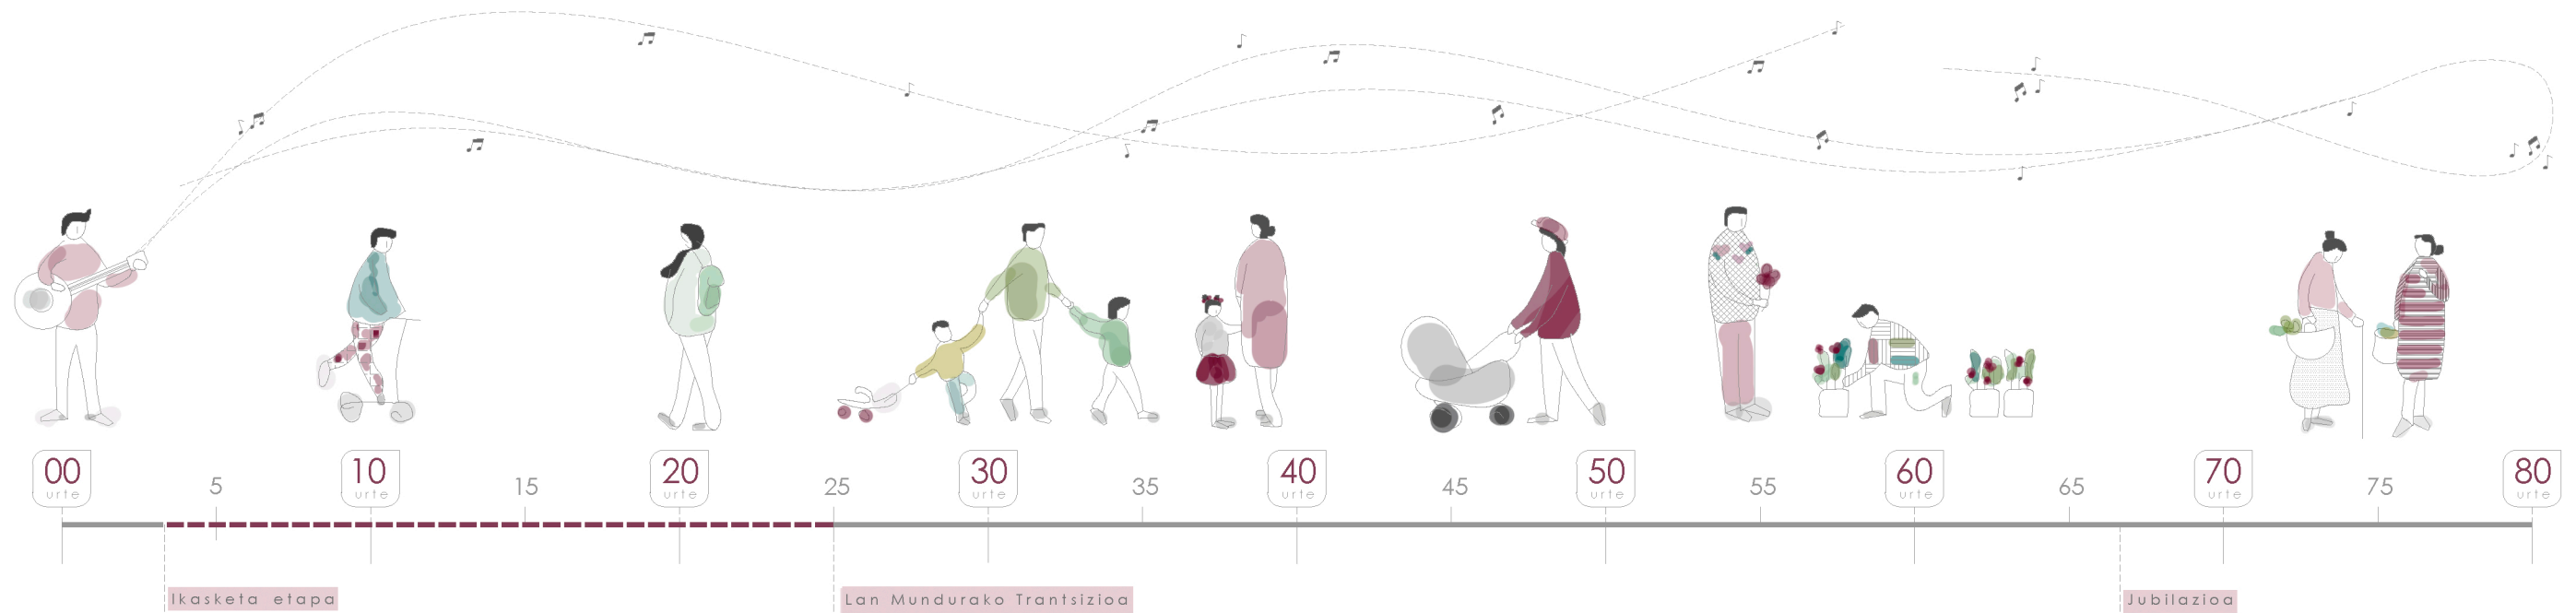 00
urte
5
10
urte
15
20
urte
25
30
urte
35
40
urte
45
50
urte
55
60
urte
65
70
urte
75
80
urte
Ikasketa etapa
Lan Mundurako Trantsizioa
Jubilazioa